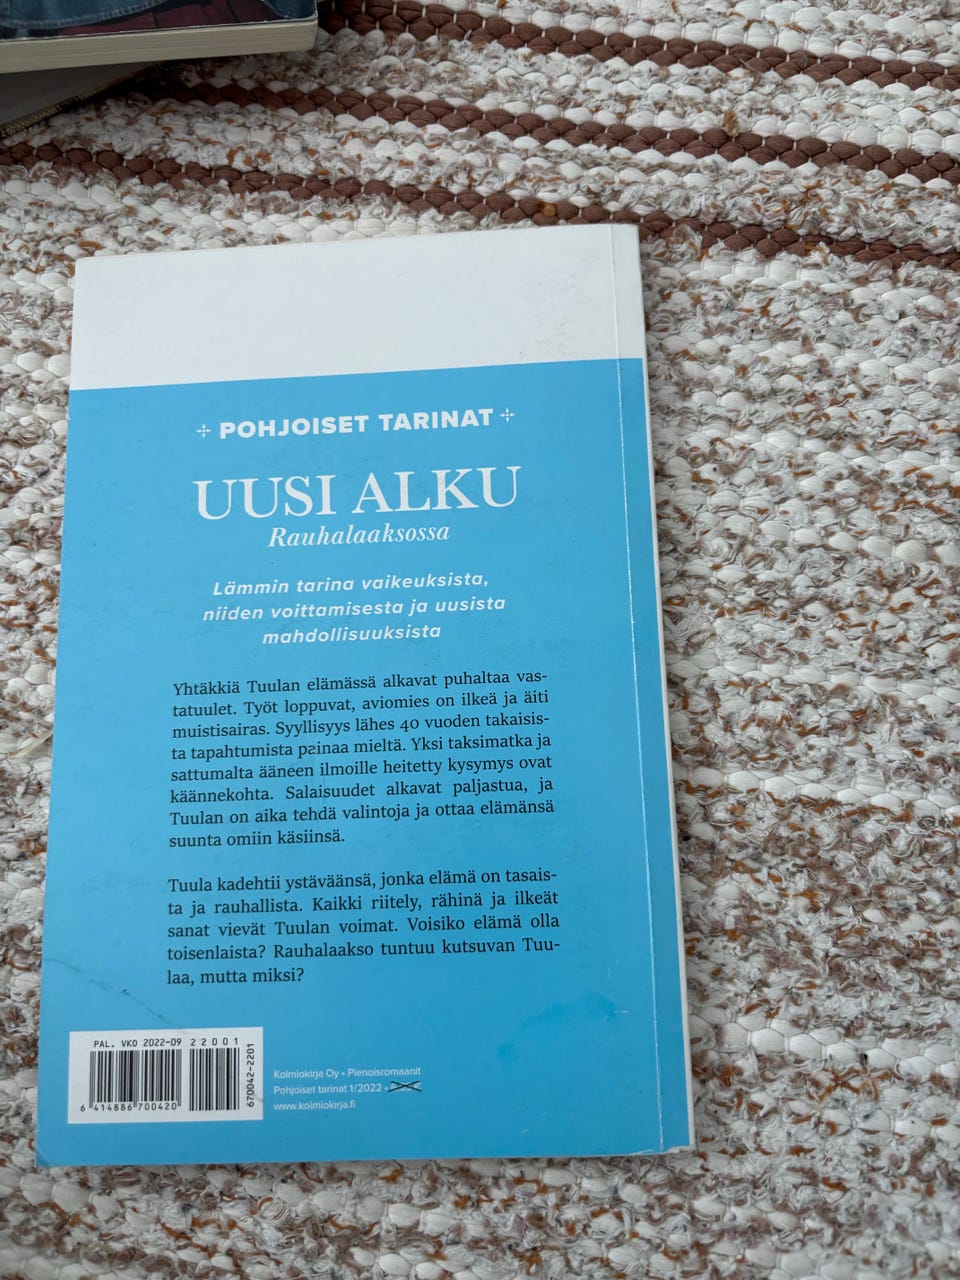 POHJOISET TARINAT
UUSI ALKU
Rauhalaaksossa
Lämmin tarina vaikeuksista,
niiden voittamisesta ja uusista
mahdollisuuksista
Yhtäkkiä Tuulan elämässä alkavat puhaltaa vas-
tatuulet. Työt loppuvat, aviomies on ilkeä ja äiti
muistisairas. Syyllisyys lähes 40 vuoden takaisis-
ta tapahtumista painaa mieltä. Yksi taksimatka ja
sattumalta ääneen ilmoille heitetty kysymys ovat
käännekohta. Salaisuudet alkavat paljastua, ja
Tuulan on aika tehdä valintoja ja ottaa elämänsä
suunta omiin käsiinsä.
Tuula kadehtii ystäväänsä, jonka elämä on tasais-
ta ja rauhallista. Kaikki riitely, rähinä ja ilkeät
sanat vievät Tuulan voimat. Voisiko elämä olla
toisenlaista? Rauhalaakso tuntuu kutsuvan Tuu-
laa, mutta miksi?
PAL. VKO 2022-09 22001
6 414886 700420
670042-2201
Kolmiokirja Oy • Pienoisromaanit
Pohjoiset tarinat 1/2022 •
www.kolmiokirja.fi